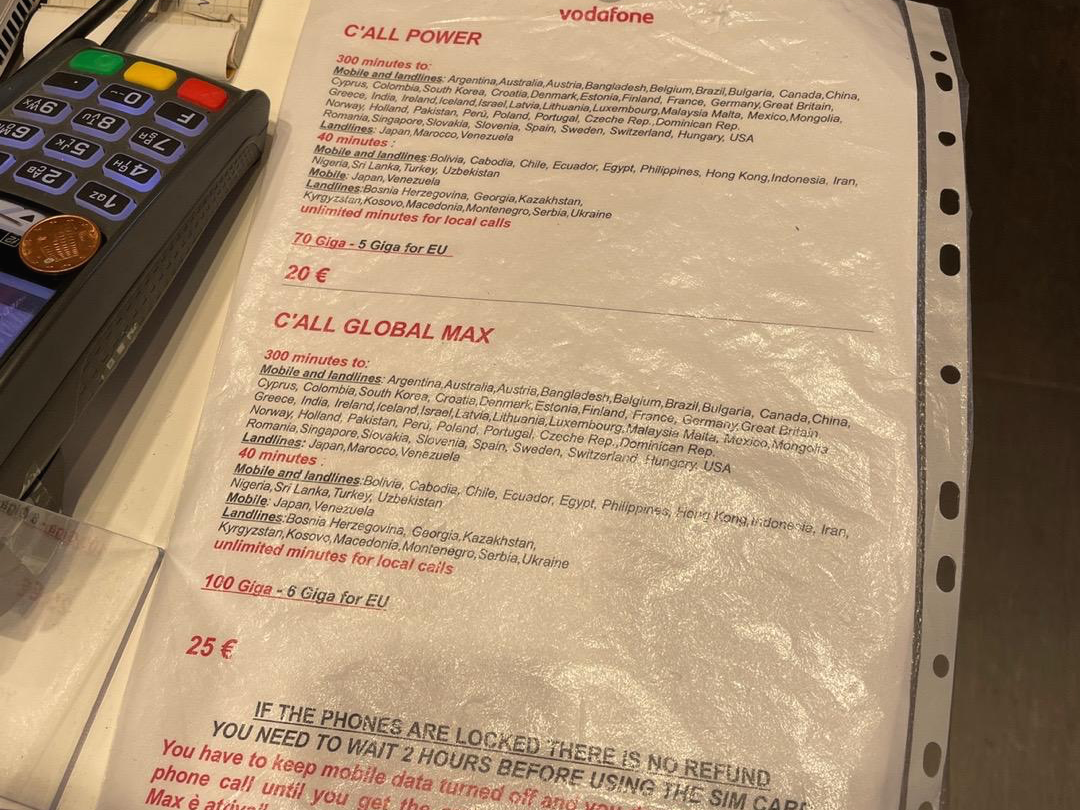 vodafone
C'ALL POWER
300 minutes to:
Mobile and landlines: Argentina,Australia,Austria,Bangladesh,Belgium,Brazil,Bulgaria, Canada,China,
Cyprus, Colombia,South Korea, Croatia,Denmark,Estonia,Finland, France, Germany,Great Britain,
Greece, India, Ireland,Iceland,Israel,Latvia,Lithuania,Luxembourg,Malaysia Malta, Mexico,Mongolia,
Norway, Holland, Pakistan, Perù, Poland, Portugal, Czeche Rep.,Dominican Rep.
Romania,Singapore,Slovakia, Slovenia, Spain, Sweden, Switzerland, Hungary, USA
Landlines: Japan,Marocco,Venezuela
40 minutes :
Mobile and landlines:Bolivia, Cabodia, Chile, Ecuador, Egypt, Philippines, Hong Kong,Indonesia, Iran,
Nigeria,Sri Lanka,Turkey, Uzbekistan
Mobile: Japan,Venezuela
Landlines:Bosnia Herzegovina, Georgia,Kazakhstan,
Kyrgyzstan,Kosovo,Macedonia,Montenegro,Serbia,Ukraine
unlimited minutes for local calls
70 Giga - 5 Giga for EU
20 €
C'ALL GLOBAL MAX
300 minutes to:
Mobile and landlines: Argentina,Australia,Austria,Bangladesh,Belgium,Brazil,Bulgaria, Canada,China,
Cyprus, Colombia,South Korea, Croatia,Denmark,Estonia,Finland, France, Germany,Great Britain
Greece, India, Ireland,Iceland,Israel,Latvia,Lithuania,Luxembourg,Malaysia Malta, Mexico,Mongolia
Norway, Holland, Pakistan, Perù, Poland, Portugal, Czeche Rep.,Dominican Rep.
Romania,Singapore,Slovakia, Slovenia, Spain, Sweden, Switzerland, Hungary, USA
Landlines: Japan,Marocco,Venezuela
40 minutes :
Mobile and landlines:Bolivia, Cabodia, Chile, Ecuador, Egypt, Philippines, Hong Kong,Indonesia, Iran,
Nigeria,Sri Lanka,Turkey, Uzbekistan
Mobile: Japan,Venezuela
Landlines:Bosnia Herzegovina, Georgia,Kazakhstan,
Kyrgyzstan,Kosovo,Macedonia,Montenegro,Serbia,Ukraine
unlimited minutes for local calls
100 Giga - 6 Giga for EU
25 €
IF THE PHONES ARE LOCKED THERE IS NO REFUND
YOU NEED TO WAIT 2 HOURS BEFORE USING THE SIM CARD
You have to keep mobile data turned off and
phone call until you get the
Max è attiva"
F
0
9wx
8ju
7
6
5jk
4GH
2
1oz